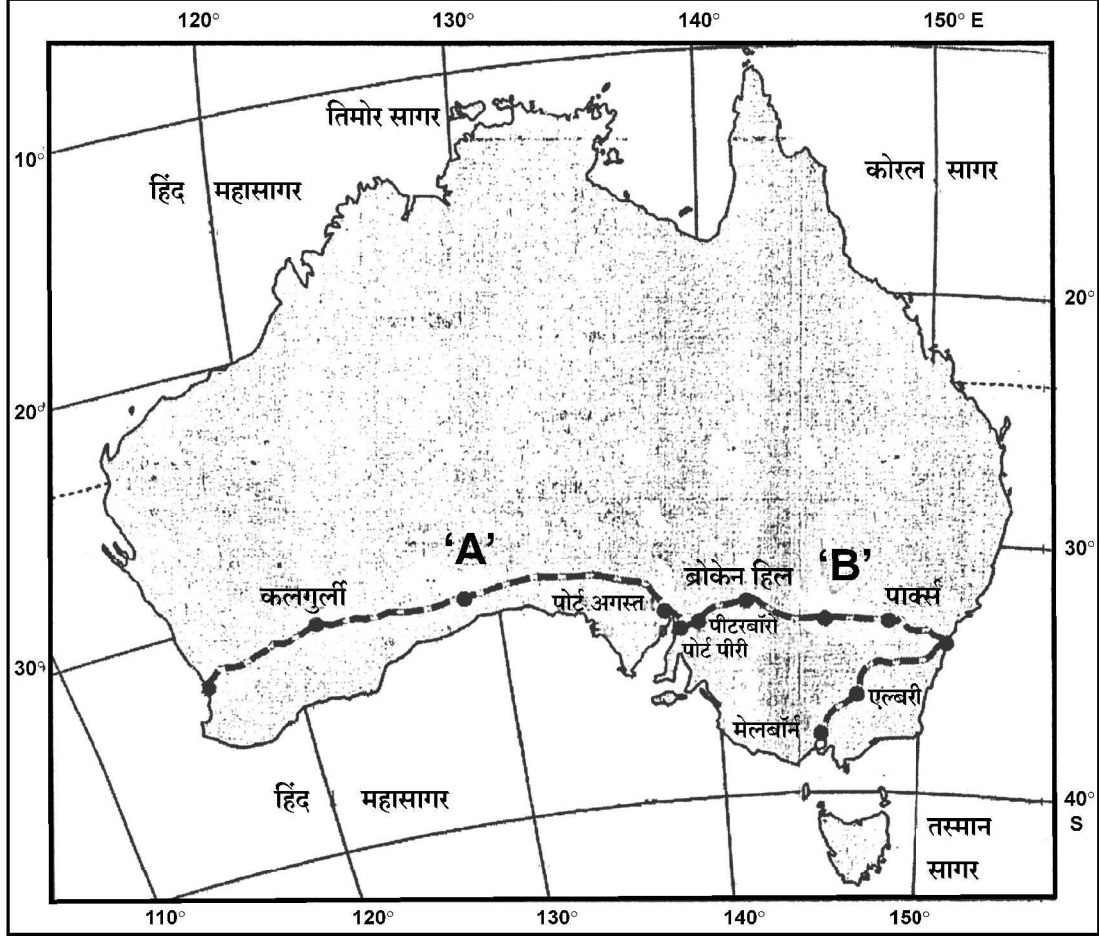 120° 130° 140° 150° E
तिमोर सागर
10°
हिंद महासागर
कोरल सागर
20°
20°
'A'
30°
'B'
ब्रोकेन हिल
कलगुर्ली
पोर्ट अगस्त
पार्क्स
पीटरबॉरो
पोर्ट पीरी
30°
एल्बरी
मेलबॉर्न
हिंद महासागर
40°
S
तस्मान
सागर
110° 120° 130° 140° 150°